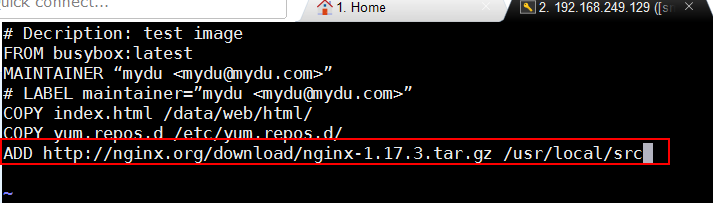 quick connect...
1. Home
2. 192.168.249.129 ([s
# Decription: test image
FROM busybox:latest
MAINTAINER “mydu <mydu@mydu.com>”
# LABEL maintainer=”mydu <mydu@mydu.com>”
COPY index.html /data/web/html/
COPY yum.repos.d /etc/yum.repos.d/
ADD http://nginx.org/download/nginx-1.17.3.tar.gz /usr/local/src
~